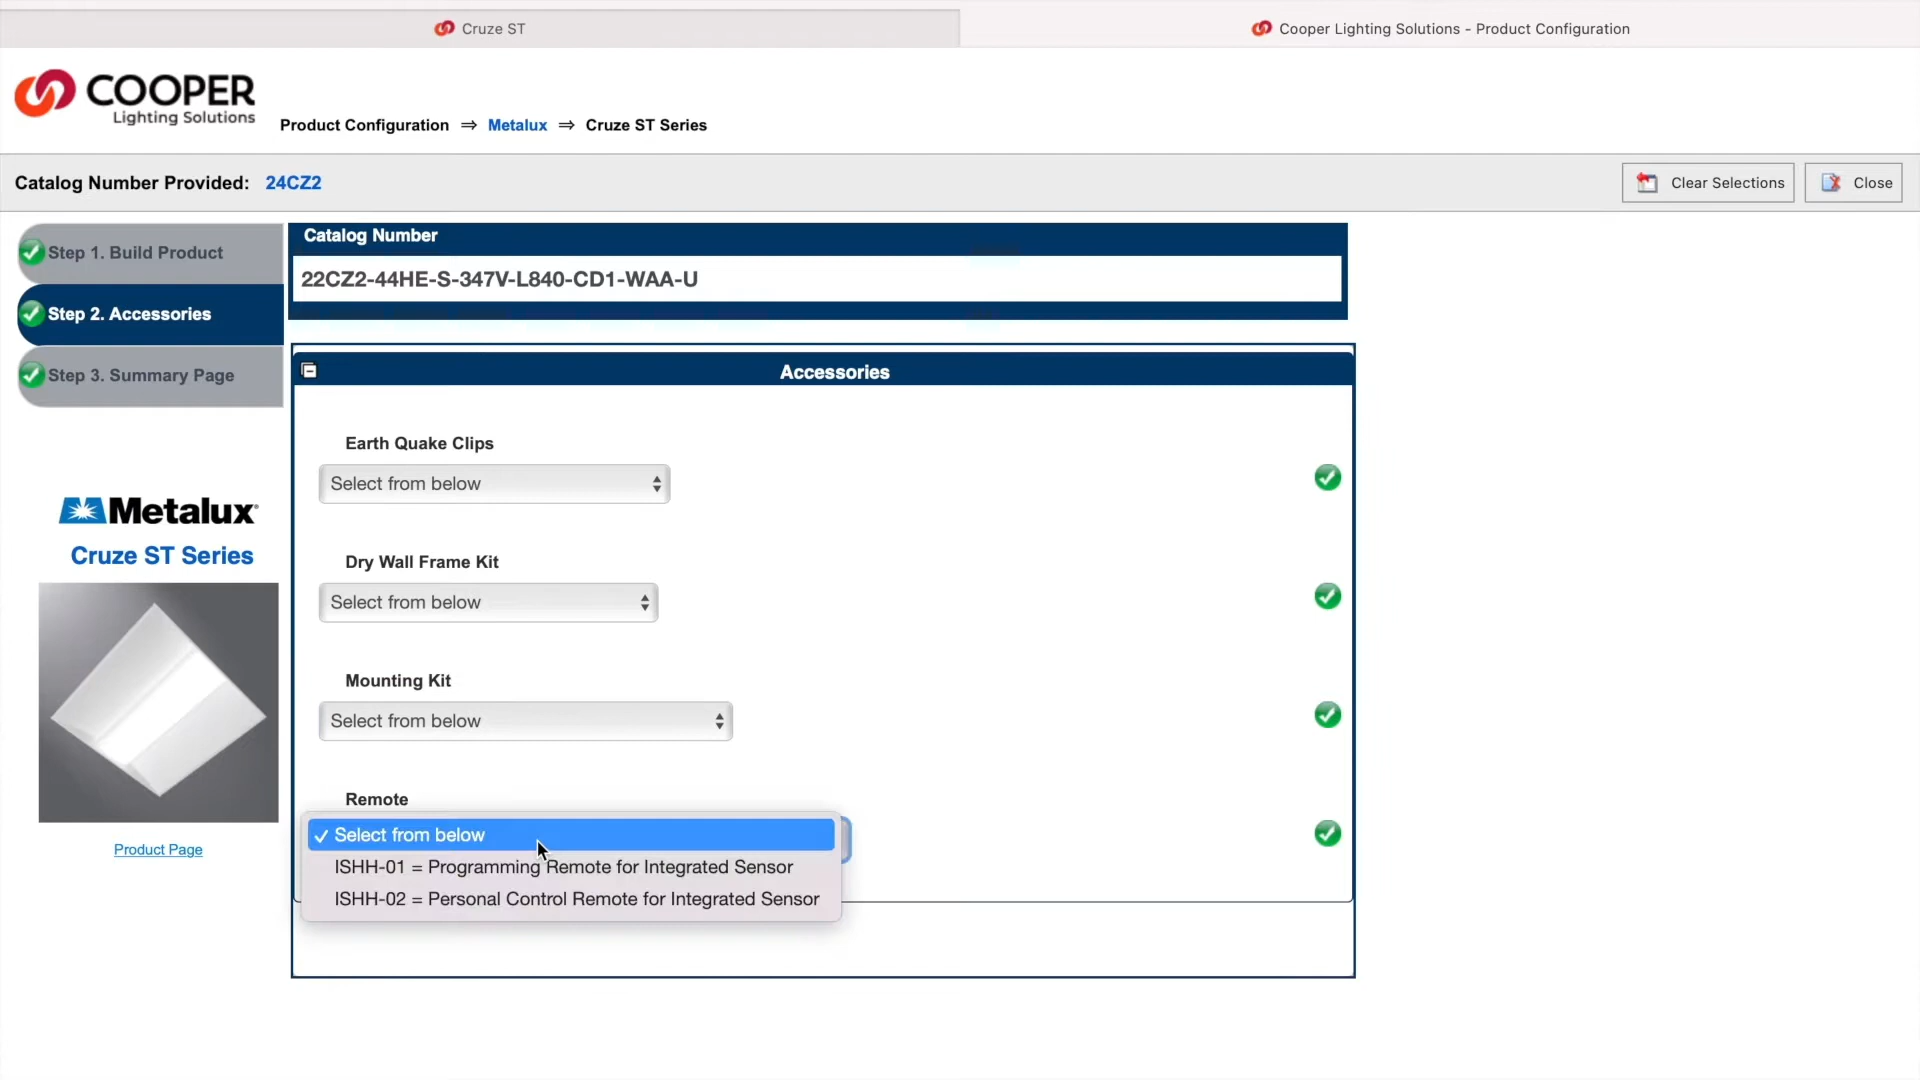 Cruze ST
Cooper Lighting Solutions - Product Configuration
COOPER
Lighting Solutions
Product Configuration ⇒ Metalux ⇒ Cruze ST Series
Catalog Number Provided: 24CZ2
Clear Selections
Close
Step 1. Build Product
Step 2. Accessories
Step 3. Summary Page
Metalux
Cruze ST Series
Product Page
Catalog Number
22CZ2-44HE-S-347V-L840-CD1-WAA-U
Accessories
Earth Quake Clips
Select from below
Dry Wall Frame Kit
Select from below
Mounting Kit
Select from below
Remote
✓ Select from below
ISHH-01 = Programming Remote for Integrated Sensor
ISHH-02 = Personal Control Remote for Integrated Sensor